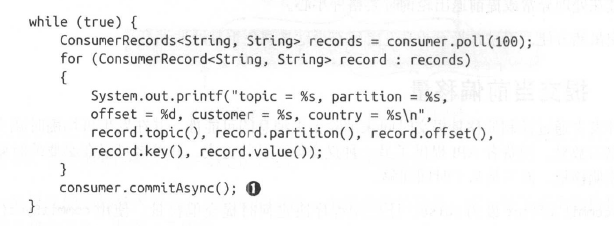 while (true) {
ConsumerRecords<String, String> records = consumer.poll(100);
for (ConsumerRecord<String, String> record : records)
{
System.out.printf("topic = %s, partition = %s,
offset = %d, customer = %s, country = %s\n",
record.topic(), record.partition(), record.offset(),
record.key(), record.value());
}
consumer.commitAsync(); ❶
}